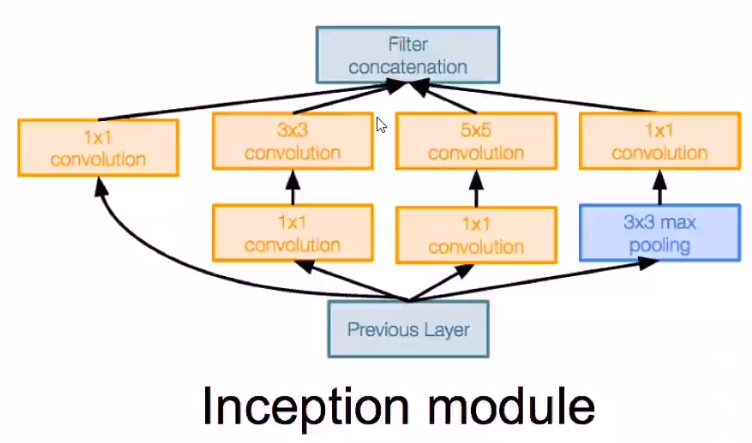 Filter
concatenation
1x1
convolution
3x3
convolution
5x5
convolution
1x1
convolution
1x1
convolution
1x1
convolution
3x3 max
pooling
Previous Layer
Inception module